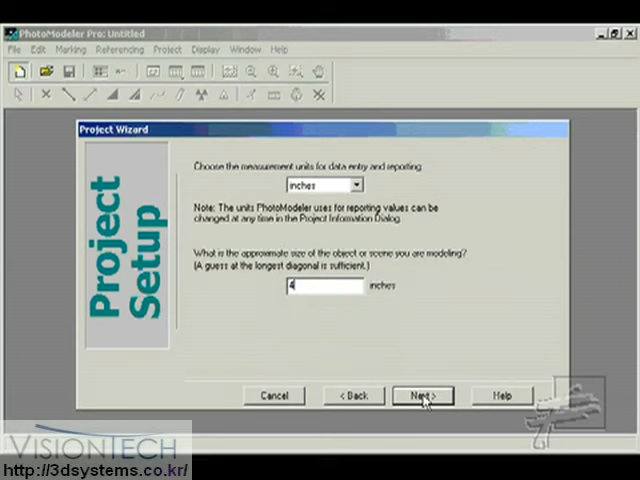 PhotoModeler Pro: Untitled
File Edit Marking Referencing Project Display Window Help
Project Wizard
Project Setup
Choose the measurement units for data entry and reporting:
inches
Note: The units PhotoModeler uses for reporting values can be
changed at any time in the Project Information Dialog.
What is the approximate size of the object or scene you are modeling?
(A guess at the longest diagonal is sufficient.)
4 inches
Cancel < Back Next > Help
VISIONTECH
http://3dsystems.co.kr/